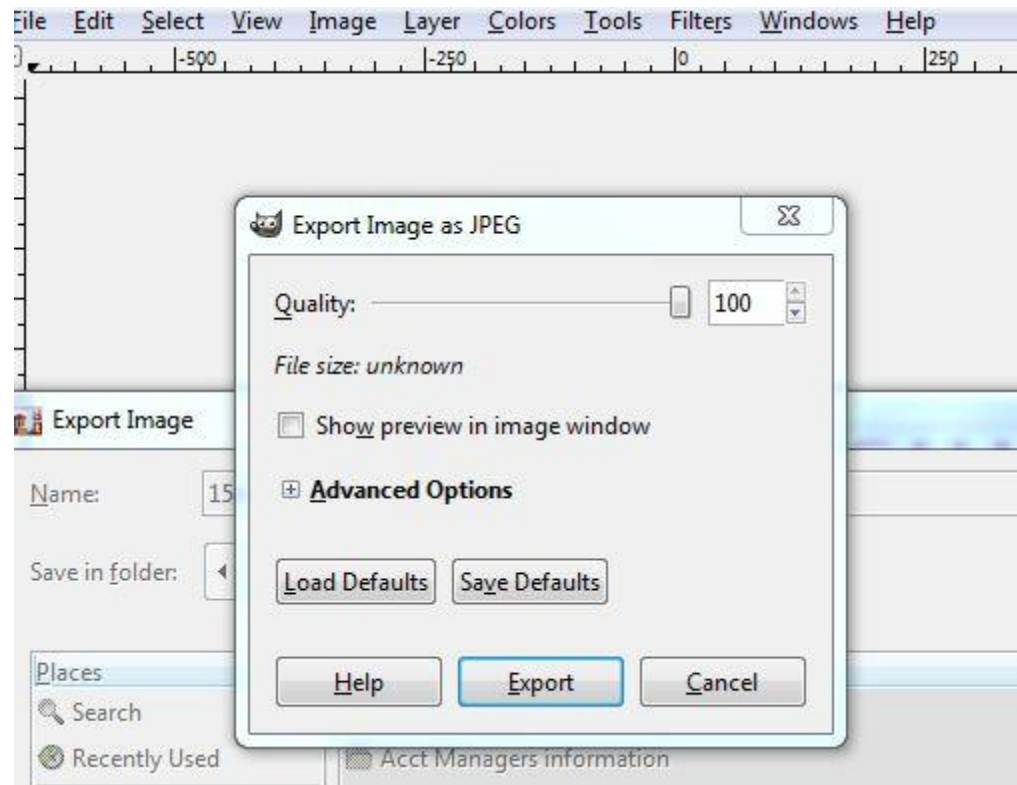 File Edit Select View Image Layer Colors Tools Filters Windows Help
-500 -250 0 250
Export Image as JPEG
Quality: 100
File size: unknown
Show preview in image window
Export Image
Name: 15
Advanced Options
Save in folder:
Load Defaults Save Defaults
Places
Help Export Cancel
Search
Recently Used
Acct Managers information